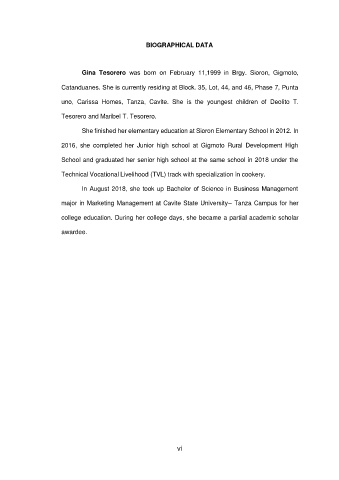 BIOGRAPHICAL DATA
Gina Tesorero was born on February 11,1999 in Brgy. Sioron, Gigmoto,
Catanduanes. She is currently residing at Block. 35, Lot, 44, and 46, Phase 7, Punta
uno, Carissa Homes, Tanza, Cavite. She is the youngest children of Deolito T.
Tesorero and Maribel T. Tesorero.
She finished her elementary education at Sioron Elementary School in 2012. In
2016, she completed her Junior high school at Gigmoto Rural Development High
School and graduated her senior high school at the same school in 2018 under the
Technical Vocational Livelihood (TVL) track with specialization in cookery.
In August 2018, she took up Bachelor of Science in Business Management
major in Marketing Management at Cavite State University– Tanza Campus for her
college education. During her college days, she became a partial academic scholar
awardee.
vi